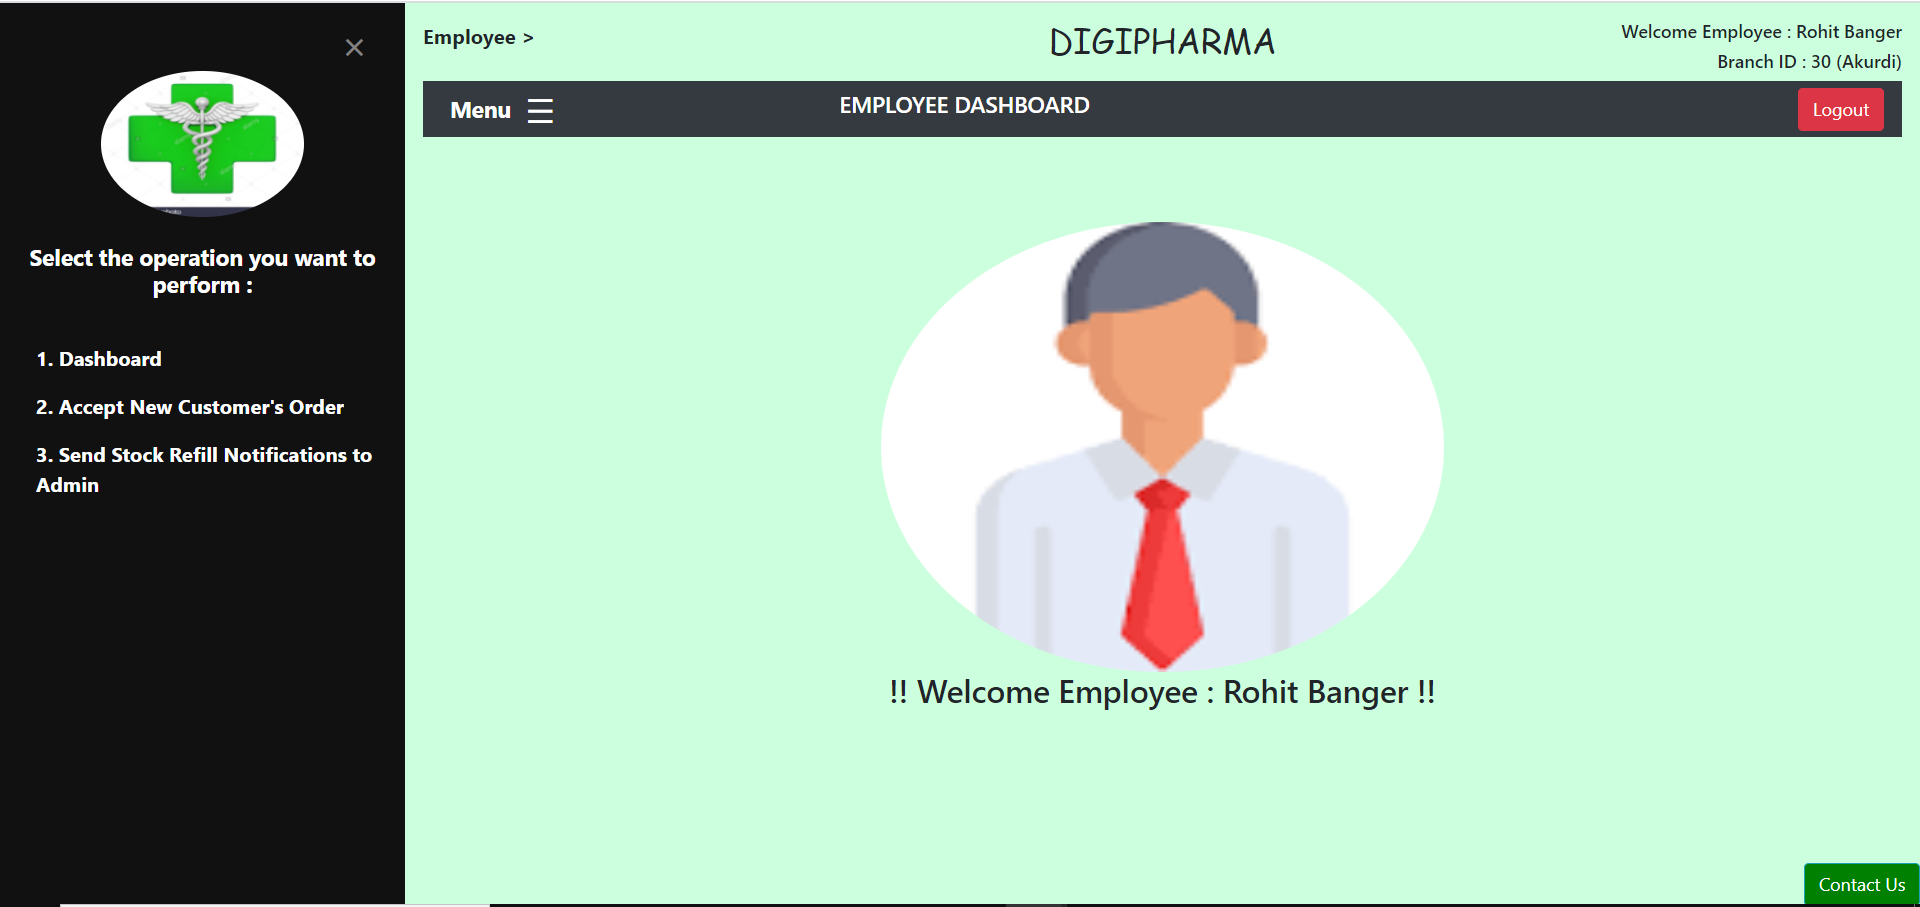 ×
Select the operation you want to
perform :
1. Dashboard
2. Accept New Customer's Order
3. Send Stock Refill Notifications to
Admin
Employee >
DIGIPHARMA
Welcome Employee : Rohit Banger
Branch ID : 30 (Akurdi)
Menu ☰
EMPLOYEE DASHBOARD
Logout
!! Welcome Employee : Rohit Banger !!
Contact Us